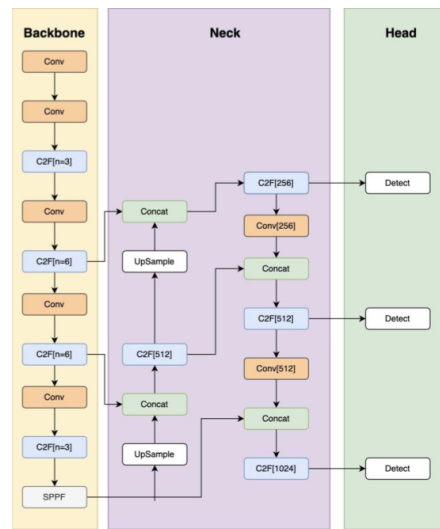 Backbone
Conv
Conv
C2F[n=3]
Conv
C2F[n=6]
Conv
C2F[n=6]
Conv
C2F[n=3]
SPPF
Neck
Concat
UpSample
C2F[512]
Concat
UpSample
C2F[256]
Conv[256]
Concat
C2F[512]
Conv[512]
Concat
C2F[1024]
Head
Detect
Detect
Detect